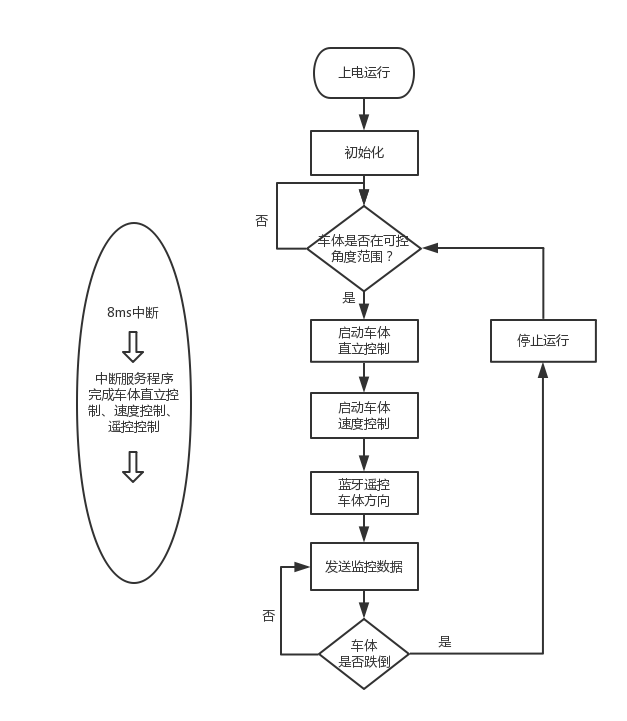 上电运行
初始化
否
车体是否在可控
角度范围？
是
启动车体
直立控制
停止运行
启动车体
速度控制
蓝牙遥控
车体方向
发送监控数据
否
车体
是否跌倒
是
8ms中断
中断服务程序
完成车体直立控
制、速度控制、
遥控控制